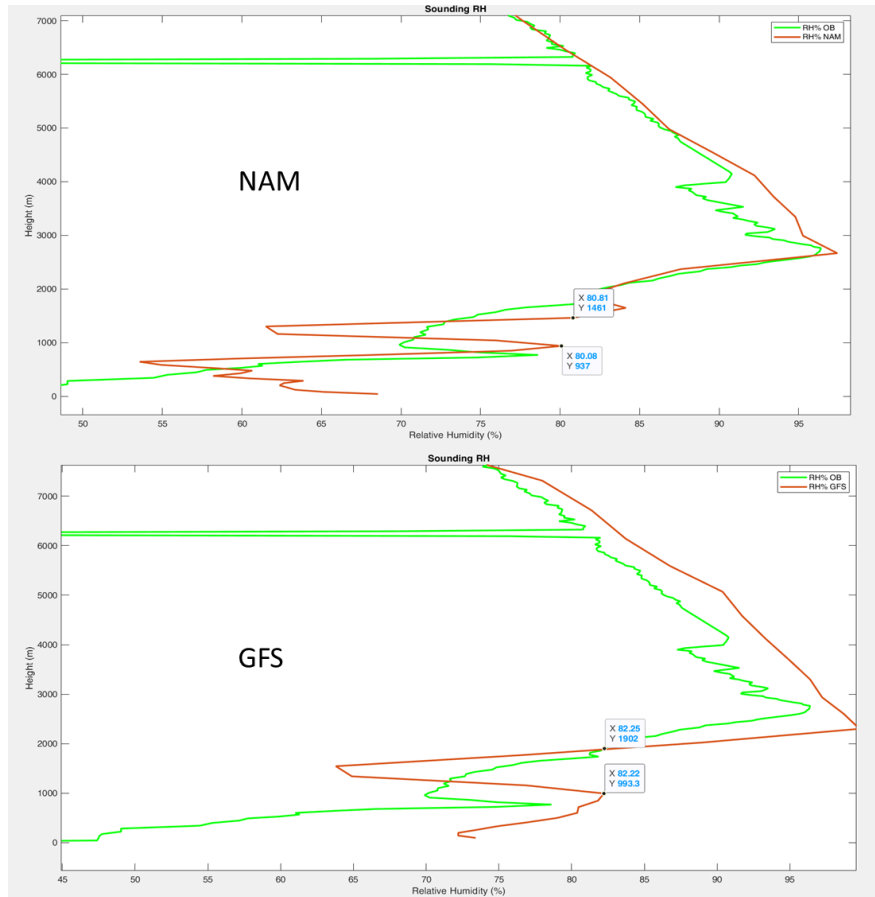 Sounding RH
RH% OB
RH% NAM
7000
6000
5000
4000
3000
2000
1000
0
Height (m)
NAM
X 80.81
Y 1461
X 80.08
Y 937
50 55 60 65 70 75 80 85 90 95
Relative Humidity (%)
Sounding RH
RH% OB
RH% GFS
7000
6000
5000
4000
3000
2000
1000
0
Height (m)
GFS
X 82.25
Y 1902
X 82.22
Y 993.3
45 50 55 60 65 70 75 80 85 90 95
Relative Humidity (%)